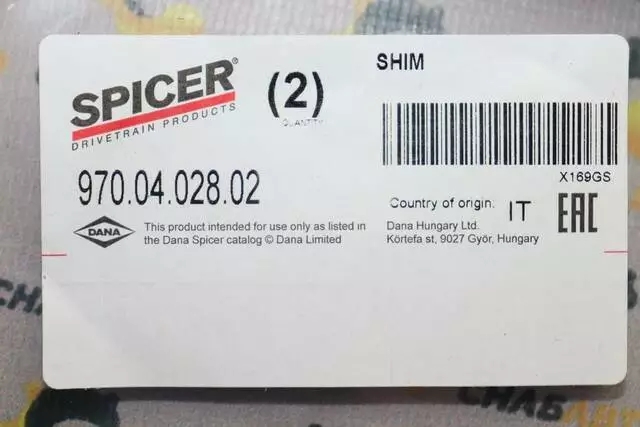 SPICER®
DRIVETRAIN PRODUCTS
(2)
QUANTITY
SHIM
X169GS
970.04.028.02
Country of origin: IT
EAC
DANA
This product intended for use only as listed in
the Dana Spicer catalog © Dana Limited
Dana Hungary Ltd.
Körtefa st, 9027 Győr, Hungary